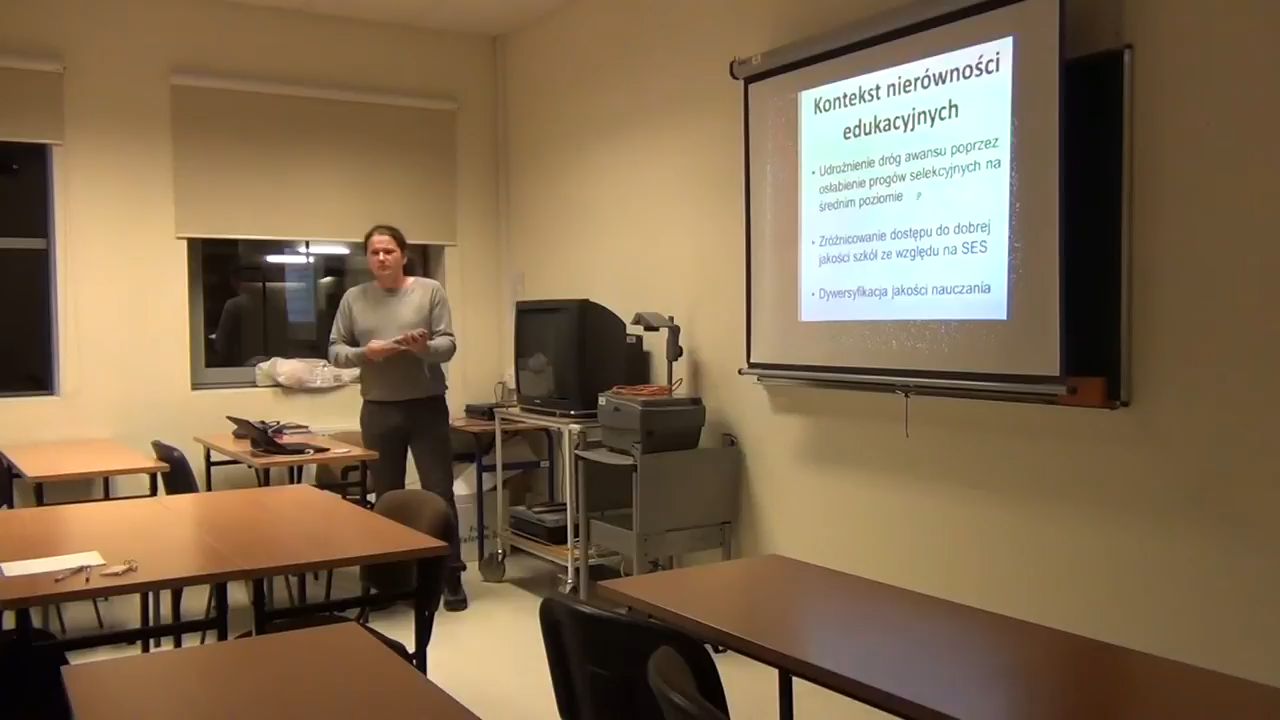 Kontekst nierówności
edukacyjnych
• Udrożnienie dróg awansu poprzez
osłabienie progów selekcyjnych na
średnim poziomie
• Zróżnicowanie dostępu do dobrej
jakości szkół ze względu na SES
• Dywersyfikacja jakości nauczania